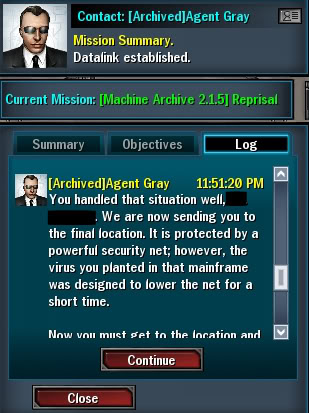 Contact: [Archived]Agent Gray
Mission Summary.
Datalink established.
Current Mission: [Machine Archive 2.1.5] Reprisal
Summary
Objectives
Log
[Archived]Agent Gray 11:51:20 PM
You handled that situation well,
. We are now sending you to
the final location. It is protected by a
powerful security net; however, the
virus you planted in that mainframe
was designed to lower the net for a
short time.
Now you must get to the location and
Continue
Close